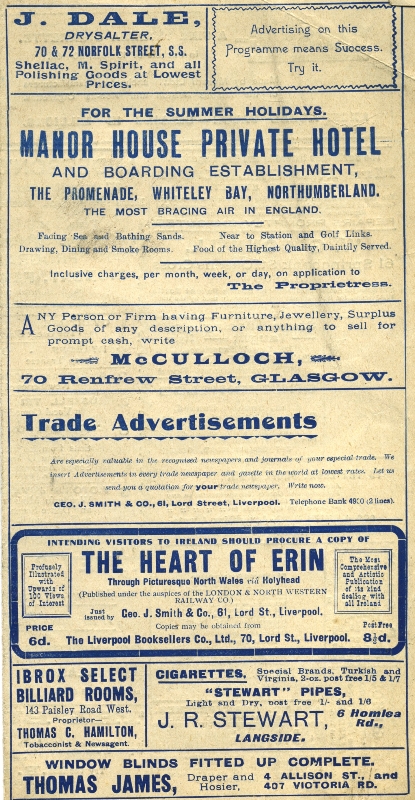 J. DALE,
DRYSALTER,
70 & 72 NORFOLK STREET, S.S.
Shellac, M. Spirit, and all
Polishing Goods at Lowest
Prices.
Advertising on this
Programme means Success.
Try it.
FOR THE SUMMER HOLIDAYS.
MANOR HOUSE PRIVATE HOTEL
AND BOARDING ESTABLISHMENT,
THE PROMENADE, WHITELEY BAY, NORTHUMBERLAND.
THE MOST BRACING AIR IN ENGLAND.
Facing Sea and Bathing Sands. Near to Station and Golf Links.
Drawing, Dining and Smoke Rooms. Food of the Highest Quality, Daintily Served.
Inclusive charges, per month, week, or day, on application to
The Proprietress.
ANY Person or Firm having Furniture, Jewellery, Surplus
Goods of any description, or anything to sell for
prompt cash, write
McCULLOCH,
70 Renfrew Street, GLASGOW.
Trade Advertisements
Are especially valuable in the recognised newspapers and journals of your especial trade. We
insert Advertisements in every trade newspaper and gazette in the world at lowest rates. Let us
send you a quotation for your trade newspaper. Write now.
GEO. J. SMITH & CO., 61, Lord Street, Liverpool. Telephone Bank 4950 (2 lines).
INTENDING VISITORS TO IRELAND SHOULD PROCURE A COPY OF
Profusely
Illustrated
with
Upwards of
100 Views
of Interest
THE HEART OF ERIN
Through Picturesque North Wales viâ Holyhead
(Published under the auspices of the LONDON & NORTH WESTERN
RAILWAY CO.)
Just
issued by
Geo. J. Smith & Co., 61, Lord St., Liverpool.
The Most
Comprehensive
and Artistic
Publication
of its kind
dealing with
all Ireland
Copies may be obtained from
PRICE
6d.
The Liverpool Booksellers Co., Ltd., 70, Lord St., Liverpool.
Post Free
8½d.
IBROX SELECT
BILLIARD ROOMS,
143 Paisley Road West.
Proprietor—
THOMAS C. HAMILTON,
Tobacconist & Newsagent.
CIGARETTES. Special Brands, Turkish and
Virginia, 2-oz. post free 1/5 & 1/7
"STEWART" PIPES,
Light and Dry, post free 1/- and 1/6
J. R. STEWART, 6 Homlea
Rd.,
LANGSIDE.
WINDOW BLINDS FITTED UP COMPLETE.
THOMAS JAMES, Draper and
Hosier,
4 ALLISON ST., and
407 VICTORIA RD.